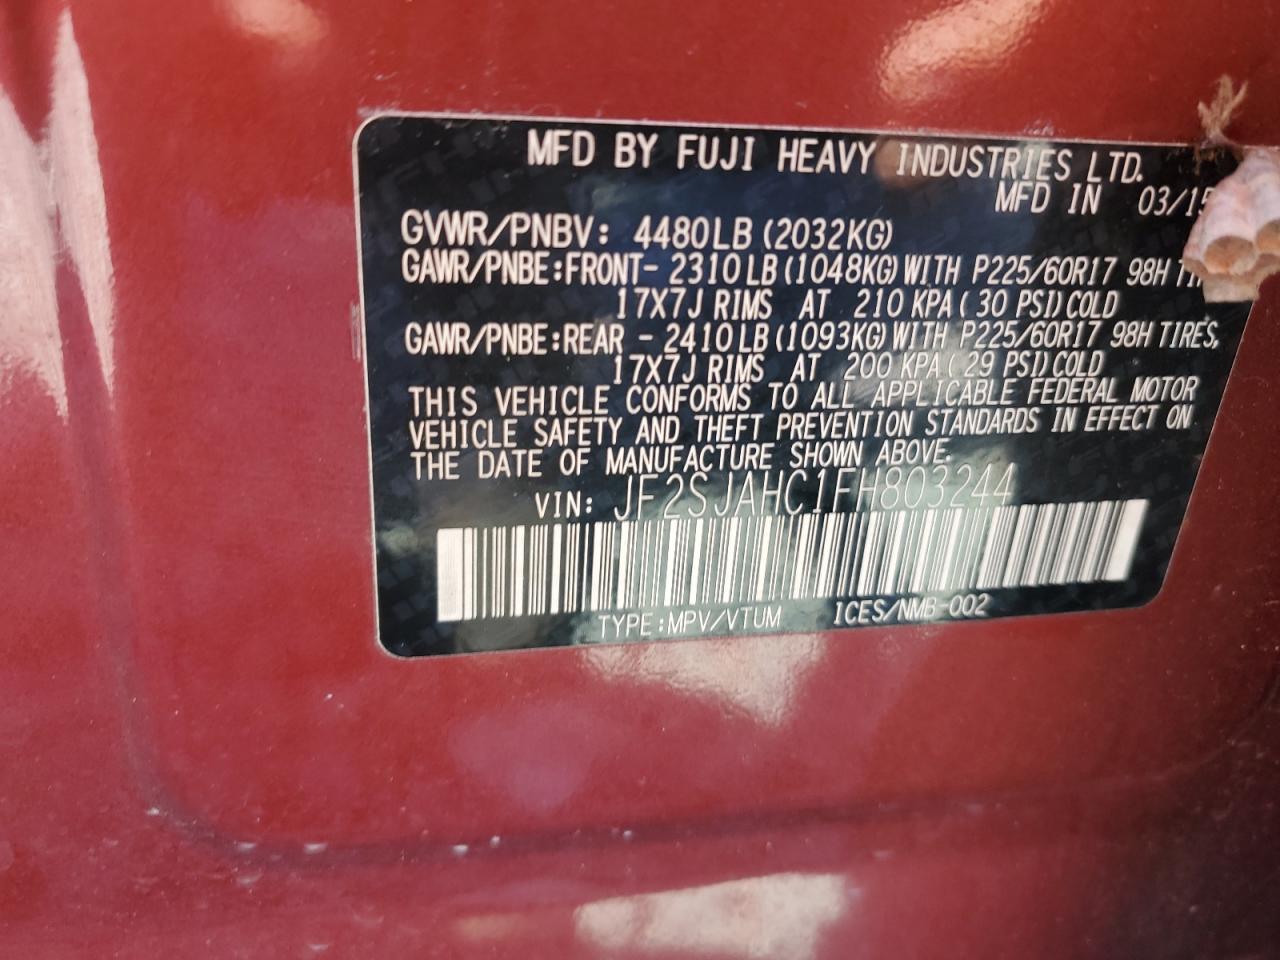 MFD BY FUJI HEAVY INDUSTRIES LTD.
MFD IN 03/15
GVWR/PNBV: 4480LB (2032KG)
GAWR/PNBE:FRONT- 2310LB (1048KG) WITH P225/60R17 98H
17X7J RIMS AT 210 KPA( 30 PSI) COLD
GAWR/PNBE:REAR - 2410LB (1093KG) WITH P225/60R17 98H TIRES,
17X7J RIMS AT 200 KPA( 29 PSI) COLD
THIS VEHICLE CONFORMS TO ALL APPLICABLE FEDERAL MOTOR
VEHICLE SAFETY AND THEFT PREVENTION STANDARDS IN EFFECT ON
THE DATE OF MANUFACTURE SHOWN ABOVE.
VIN: JF2SJAHC1FH803244
TYPE:MPV/VTUM ICES/NMB-002